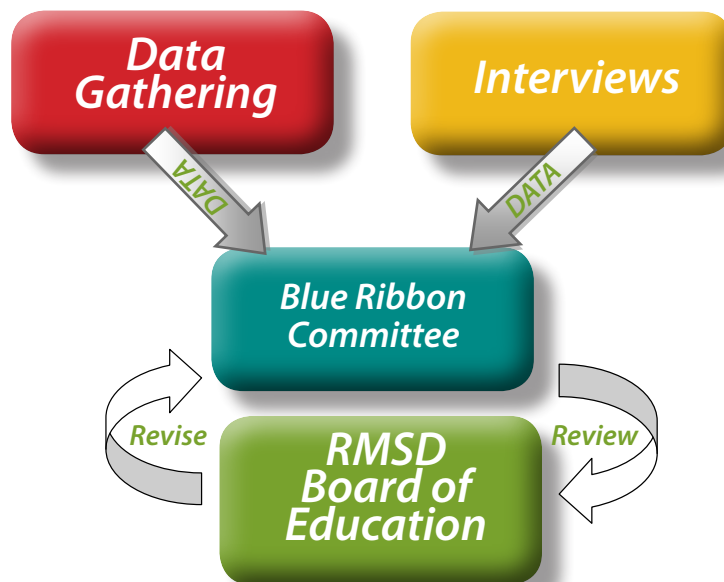 Data
Gathering
Interviews
DATA
DATA
Blue Ribbon
Committee
Revise
Review
RMSD
Board of
Education